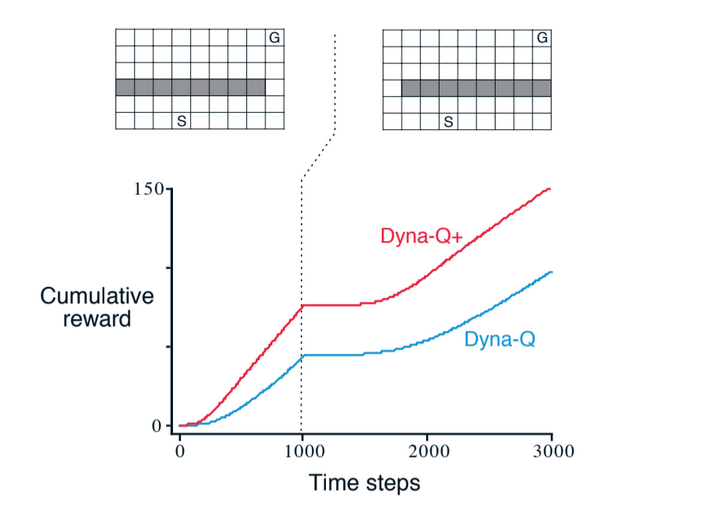 G
S
G
S
150
Dyna-Q+
Cumulative
reward
Dyna-Q
0
0
1000
2000
3000
Time steps